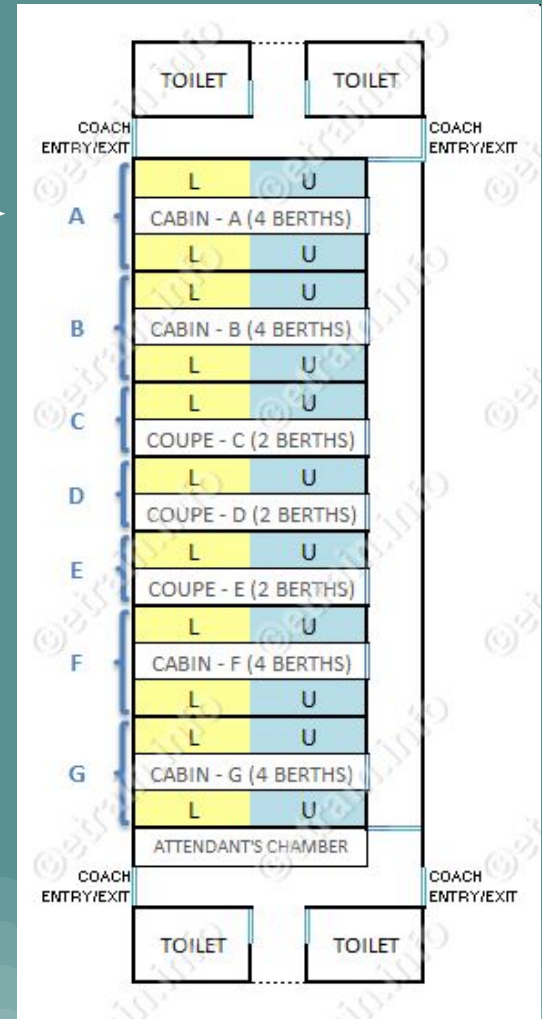 TOILET TOILET
COACH ENTRY/EXIT COACH ENTRY/EXIT
L U
A CABIN - A (4 BERTHS)
L U
L U
B CABIN - B (4 BERTHS)
L U
L U
C COUPE - C (2 BERTHS)
L U
D COUPE - D (2 BERTHS)
L U
E COUPE - E (2 BERTHS)
L U
F CABIN - F (4 BERTHS)
L U
L U
G CABIN - G (4 BERTHS)
L U
ATTENDANT'S CHAMBER
COACH ENTRY/EXIT COACH ENTRY/EXIT
TOILET TOILET
©etrain.info